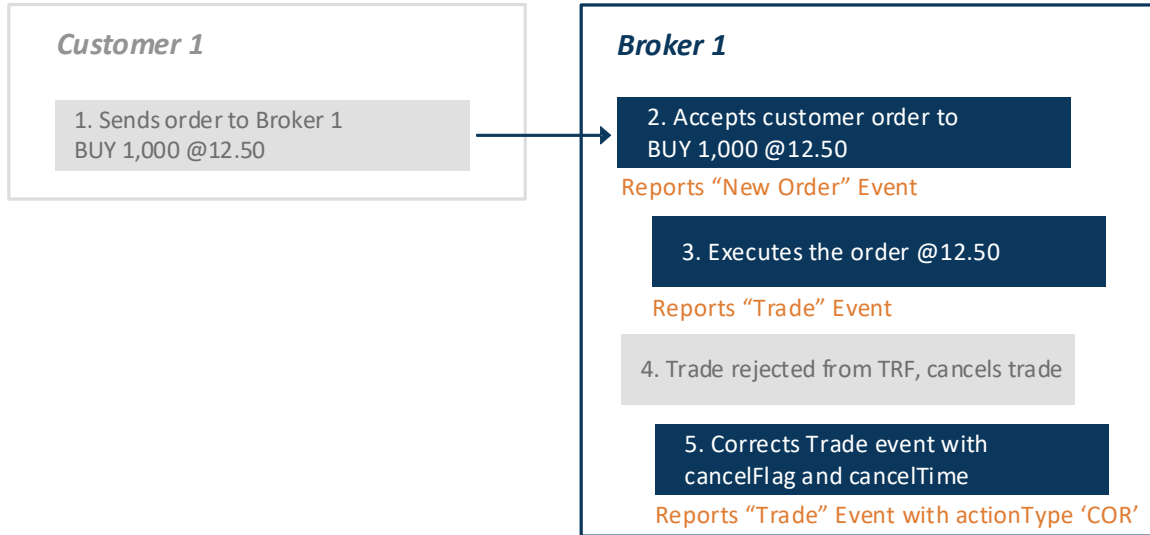 Customer 1
1. Sends order to Broker 1
BUY 1,000 @12.50
Broker 1
2. Accepts customer order to
BUY 1,000 @12.50
Reports “New Order” Event
3. Executes the order @12.50
Reports “Trade” Event
4. Trade rejected from TRF, cancels trade
5. Corrects Trade event with
cancelFlag and cancelTime
Reports “Trade” Event with actionType ‘COR’